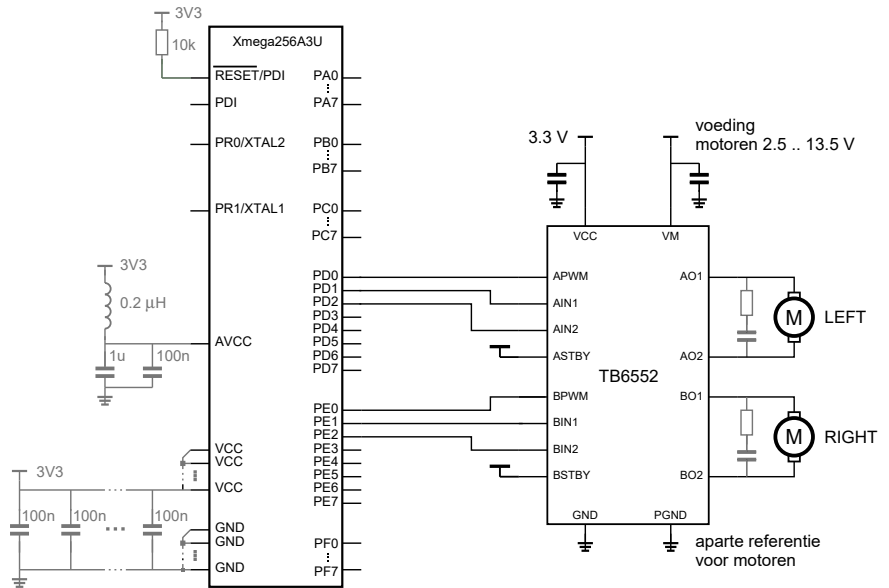 3V3
10k
Xmega256A3U
RESET/PDI
PDI
PR0/XTAL2
PR1/XTAL1
PA0
PA7
PB0
PB7
PC0
PC7
3V3
0.2 µH
1u
100n
AVCC
PD0
PD1
PD2
PD3
PD4
PD5
PD6
PD7
PE0
PE1
PE2
PE3
PE4
PE5
PE6
PE7
PF0
PF7
3V3
100n
100n
100n
VCC
VCC
VCC
GND
GND
GND
3.3 V
voeding
motoren 2.5 .. 13.5 V
VCC
VM
APWM
AIN1
AIN2
ASTBY
BPWM
BIN1
BIN2
BSTBY
TB6552
AO1
AO2
BO1
BO2
GND
PGND
M
LEFT
M
RIGHT
aparte referentie
voor motoren